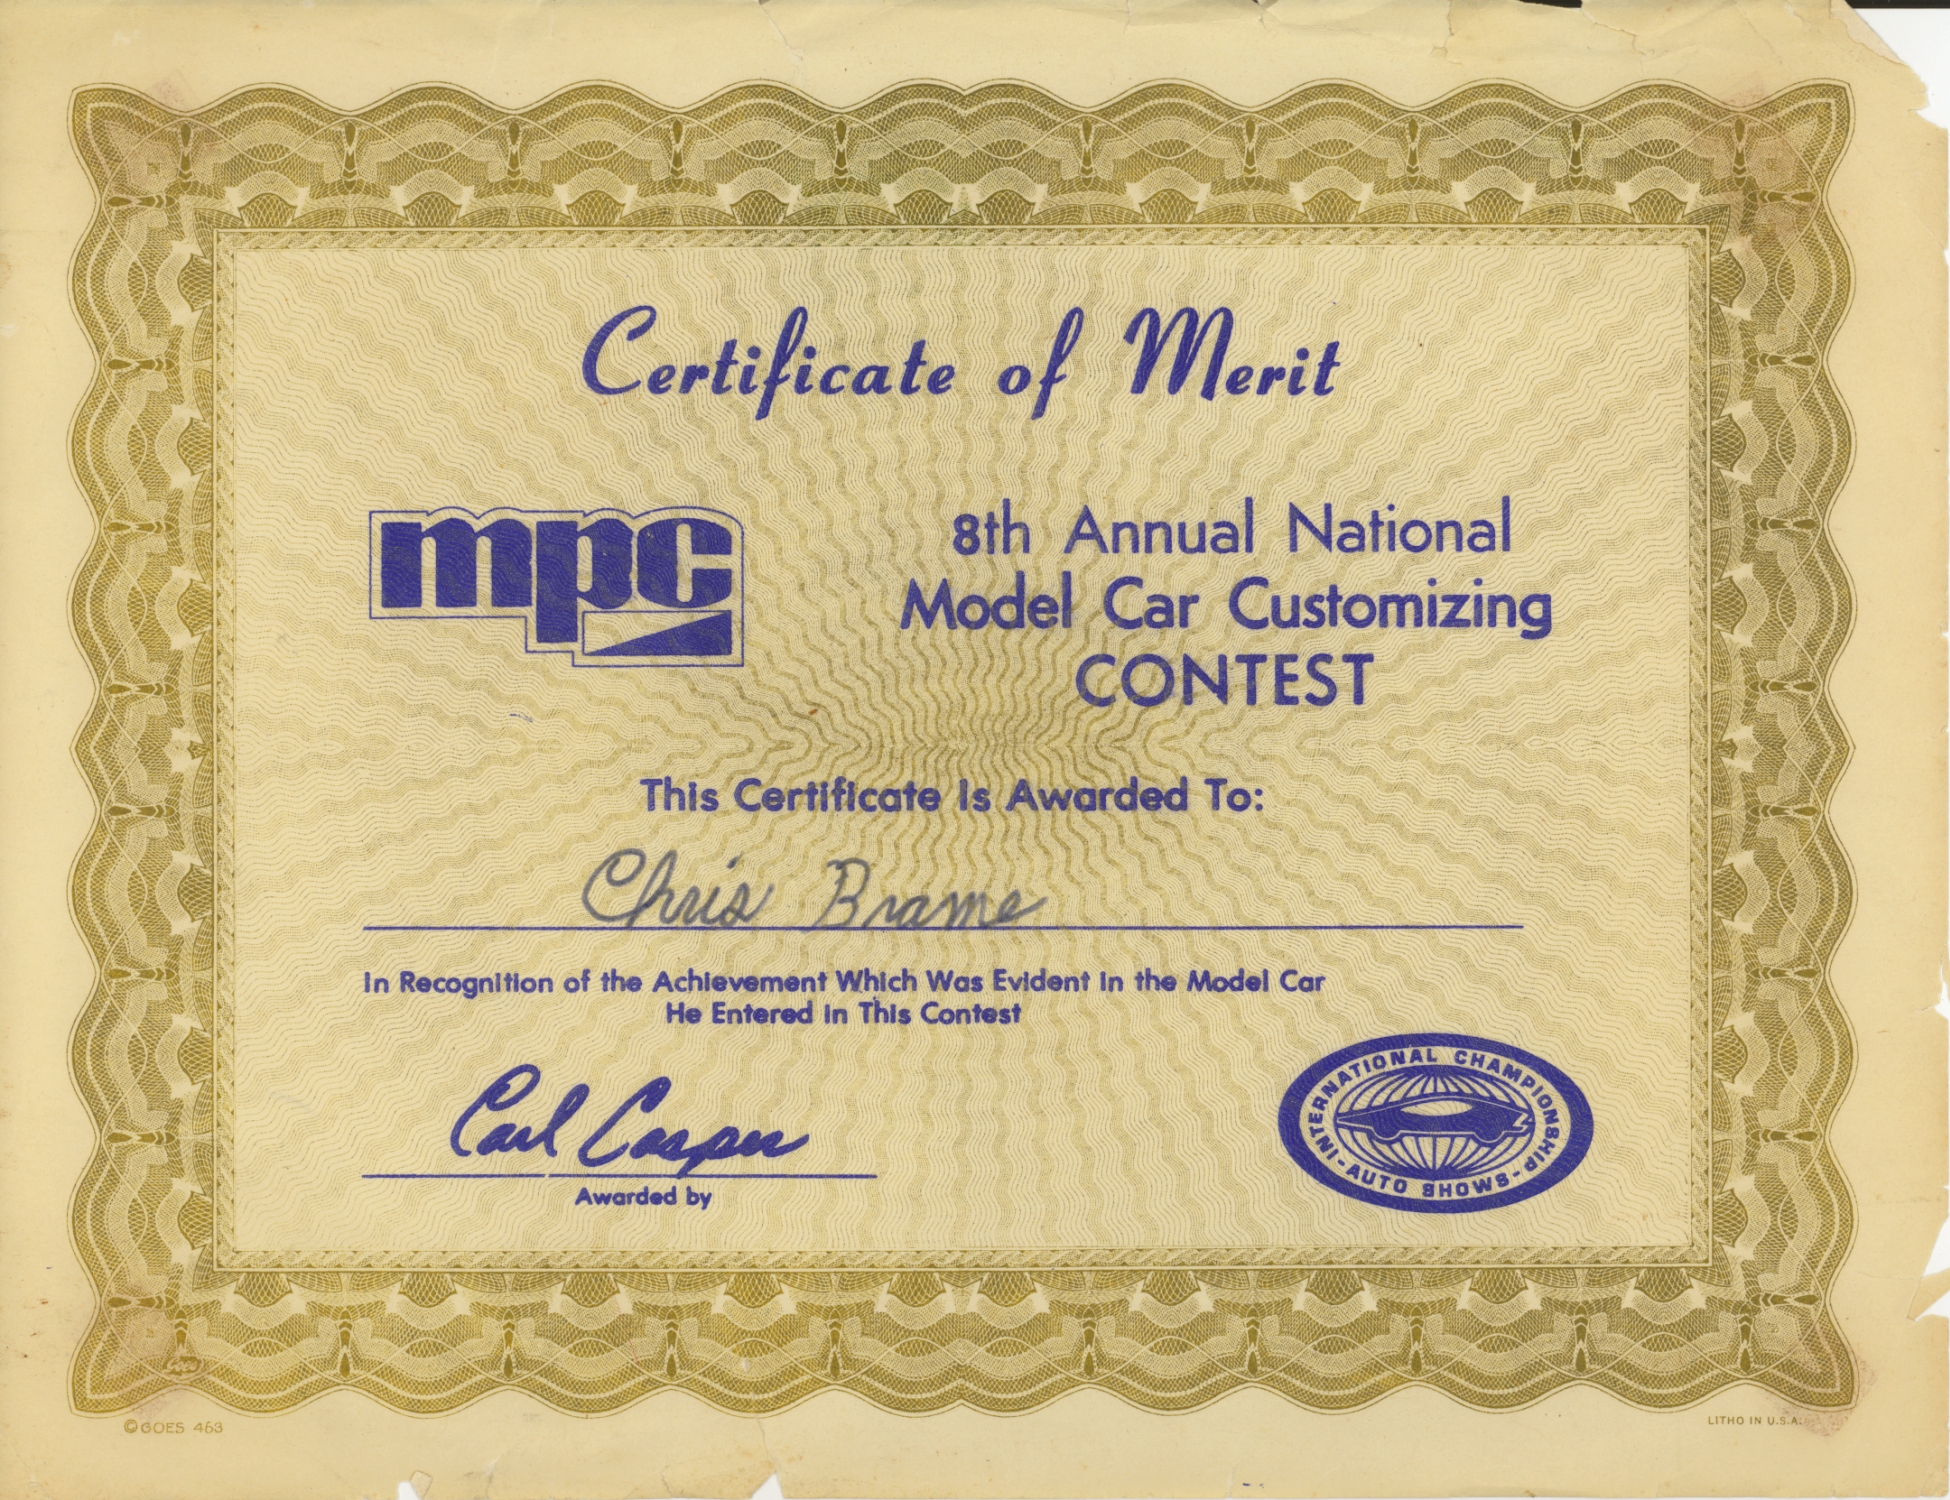 Certificate of Merit
mpc
8th Annual National
Model Car Customizing
CONTEST
This Certificate Is Awarded To:
Chris Brame
In Recognition of the Achievement Which Was Evident in the Model Car
He Entered in This Contest
Carl Casper
Awarded by
INTERNATIONAL CHAMPIONSHIP
-AUTO SHOWS-
GOES
©GOES 463
LITHO IN U.S.A.